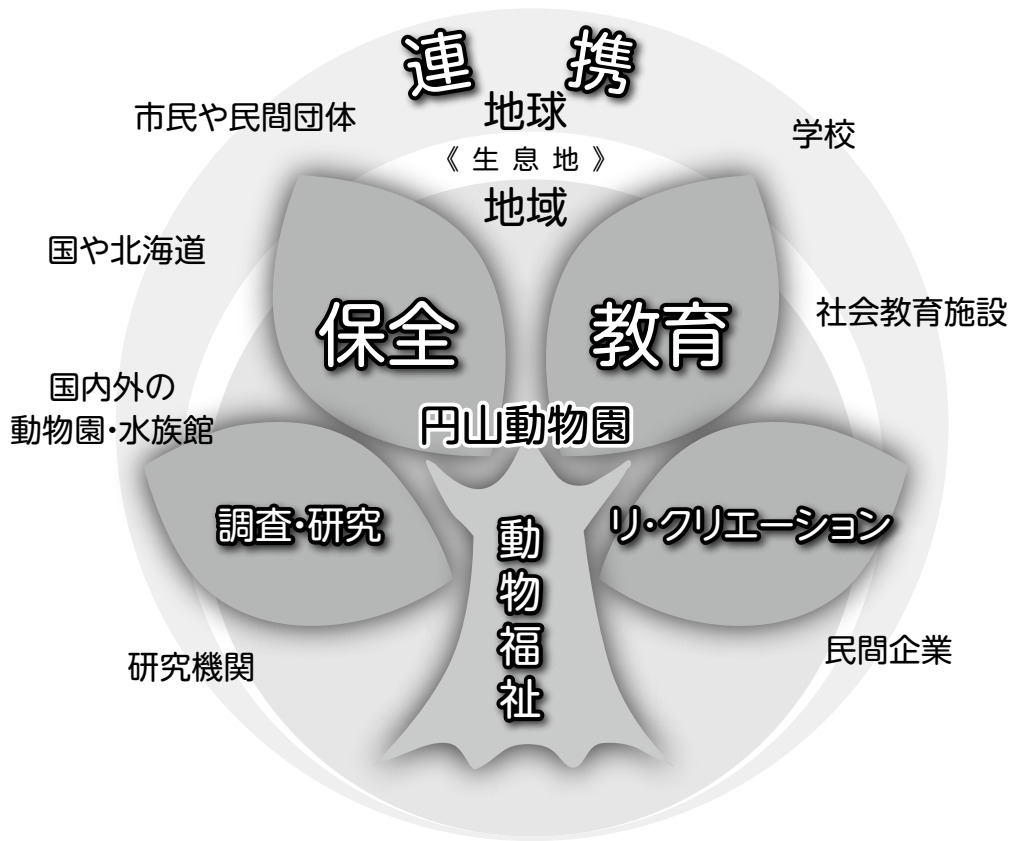 連携
地球
《生息地》
地域
市民や民間団体
学校
国や北海道
社会教育施設
保全
教育
国内外の
動物園・水族館
円山動物園
調査・研究
リ・クリエーション
動物福祉
研究機関
民間企業